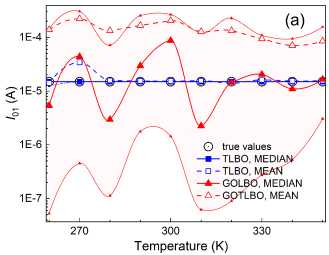 (a)
1E-4
1E-5
1E-6
1E-7
I01 (A)
true values
TLBO, MEDIAN
TLBO, MEAN
GOLBO, MEDIAN
GOTLBO, MEAN
270 300 330
Temperature (K)